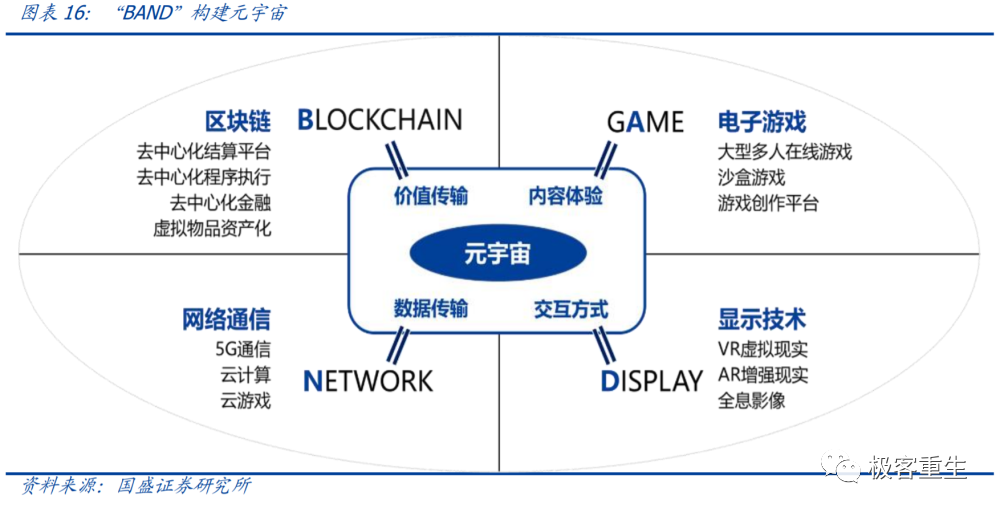 图表 16： “BAND”构建元宇宙
区块链
BLOCKCHAIN
去中心化结算平台
去中心化程序执行
去中心化金融
虚拟物品资产化
GAME
电子游戏
大型多人在线游戏
沙盒游戏
游戏创作平台
价值传输
内容体验
元宇宙
数据传输
交互方式
网络通信
5G通信
云计算
云游戏
NETWORK
DISPLAY
显示技术
VR虚拟现实
AR增强现实
全息影像
极客重生
资料来源：国盛证券研究所